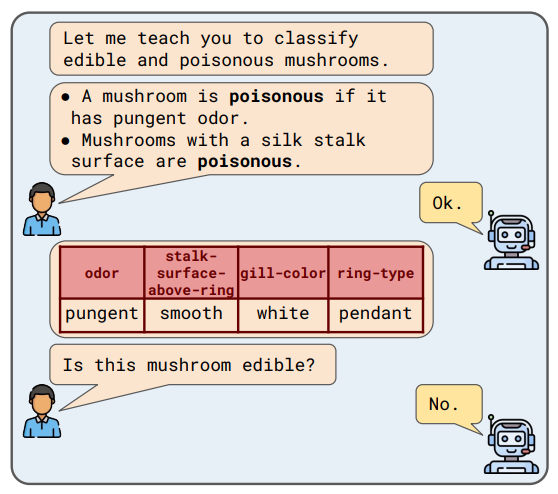 Let me teach you to classify
edible and poisonous mushrooms.
● A mushroom is poisonous if it
has pungent odor.
● Mushrooms with a silk stalk
surface are poisonous.
Ok.
odor stalk-surface-above-ring gill-color ring-type
pungent smooth white pendant
Is this mushroom edible?
No.